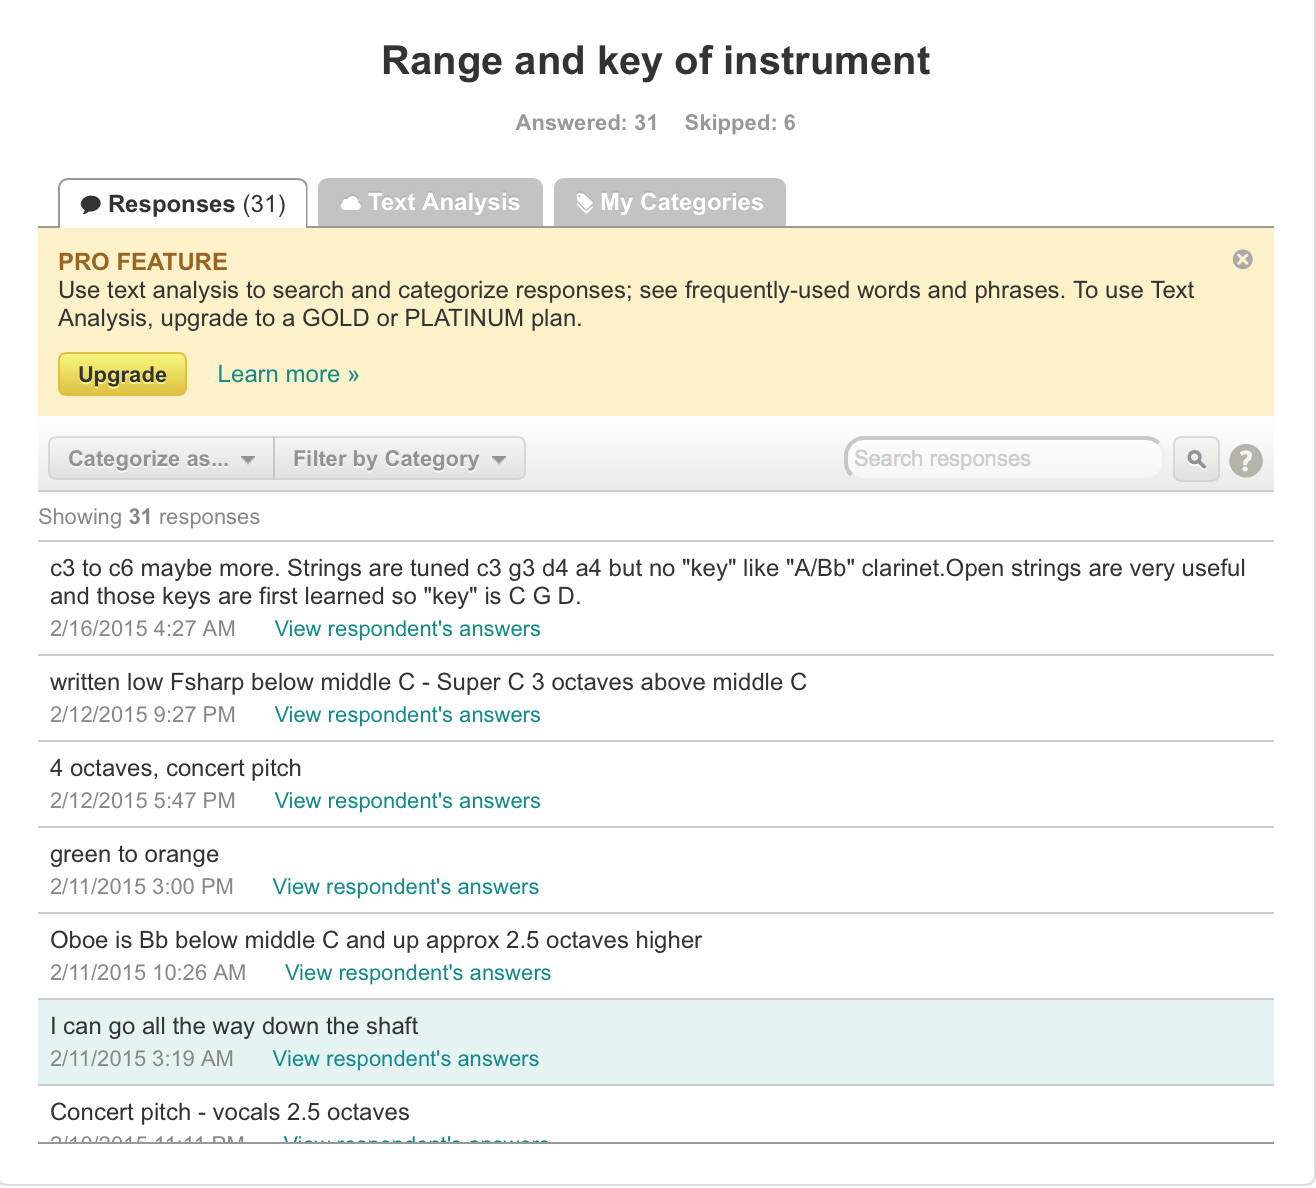 Range and key of instrument
Answered: 31 Skipped: 6
Responses (31) Text Analysis My Categories
PRO FEATURE
Use text analysis to search and categorize responses; see frequently-used words and phrases. To use Text
Analysis, upgrade to a GOLD or PLATINUM plan.
Upgrade Learn more »
Categorize as... Filter by Category Search responses ?
Showing 31 responses
c3 to c6 maybe more. Strings are tuned c3 g3 d4 a4 but no "key" like "A/Bb" clarinet.Open strings are very useful
and those keys are first learned so "key" is C G D.
2/16/2015 4:27 AM View respondent's answers
written low Fsharp below middle C - Super C 3 octaves above middle C
2/12/2015 9:27 PM View respondent's answers
4 octaves, concert pitch
2/12/2015 5:47 PM View respondent's answers
green to orange
2/11/2015 3:00 PM View respondent's answers
Oboe is Bb below middle C and up approx 2.5 octaves higher
2/11/2015 10:26 AM View respondent's answers
I can go all the way down the shaft
2/11/2015 3:19 AM View respondent's answers
Concert pitch - vocals 2.5 octaves
2/10/2015 11:11 PM View respondent's answers